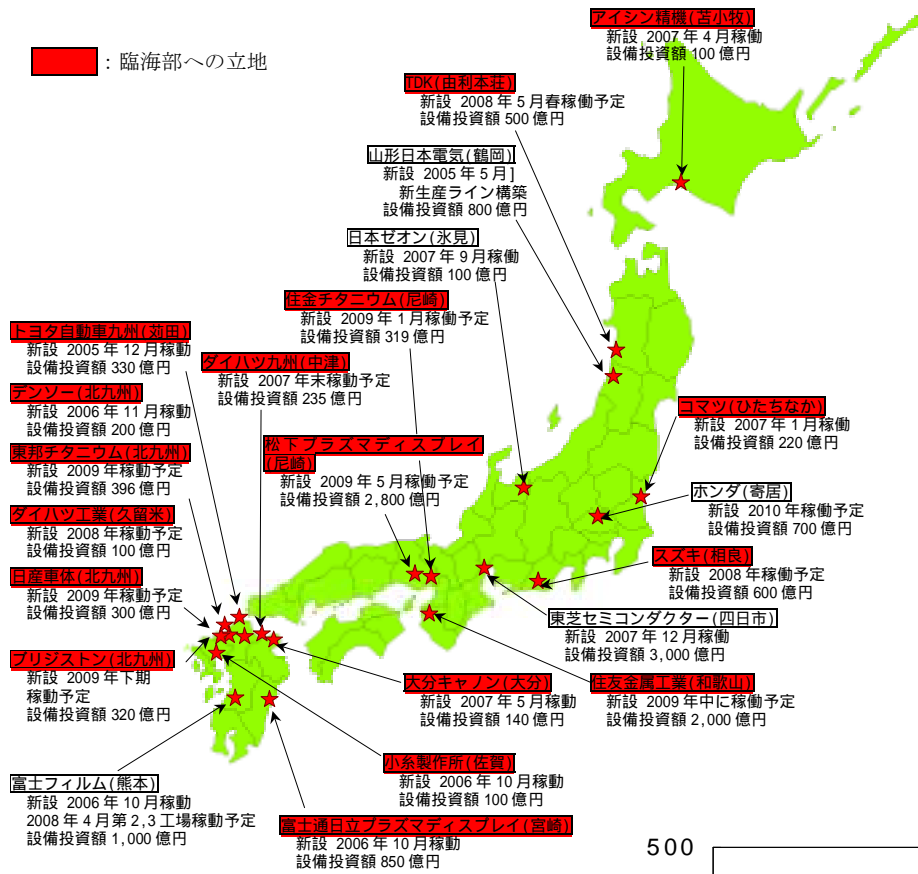 ：臨海部への立地
アイシン精機(苫小牧)
新設 2007年4月稼働
設備投資額 100億円
TDK(由利本荘)
新設 2008年5月春稼働予定
設備投資額 500億円
山形日本電気(鶴岡)
新設 2005年5月]
新生産ライン構築
設備投資額 800億円
日本ゼオン(氷見)
新設 2007年9月稼働
設備投資額 100億円
住金チタニウム(尼崎)
新設 2009年1月稼働予定
設備投資額 319億円
トヨタ自動車九州(苅田)
新設 2005年12月稼動
設備投資額 330億円
ダイハツ九州(中津)
新設 2007年末稼動予定
設備投資額 235億円
デンソー(北九州)
新設 2006年11月稼動
設備投資額 200億円
東邦チタニウム(北九州)
新設 2009年稼動予定
設備投資額 396億円
松下プラズマディスプレイ
(尼崎)
新設 2009年5月稼働予定
設備投資額 2,800億円
ダイハツ工業(久留米)
新設 2008年稼働予定
設備投資額 100億円
日産車体(北九州)
新設 2009年稼働予定
設備投資額 300億円
ブリジストン(北九州)
新設 2009年下期
稼動予定
設備投資額 320億円
コマツ(ひたちなか)
新設 2007年1月稼働
設備投資額 220億円
ホンダ(寄居)
新設 2010年稼働予定
設備投資額 700億円
スズキ(相良)
新設 2008年稼働予定
設備投資額 600億円
東芝セミコンダクター(四日市)
新設 2007年12月稼働
設備投資額 3,000億円
大分キャノン(大分)
新設 2007年5月稼動
設備投資額 140億円
住友金属工業(和歌山)
新設 2009年中に稼働予定
設備投資額 2,000億円
小糸製作所(佐賀)
新設 2006年10月稼動
設備投資額 100億円
富士フィルム(熊本)
新設 2006年10月稼動
2008年4月第2,3工場稼動予定
設備投資額 1,000億円
富士通日立プラズマディスプレイ(宮崎)
新設 2006年10月稼動
設備投資額 850億円
500